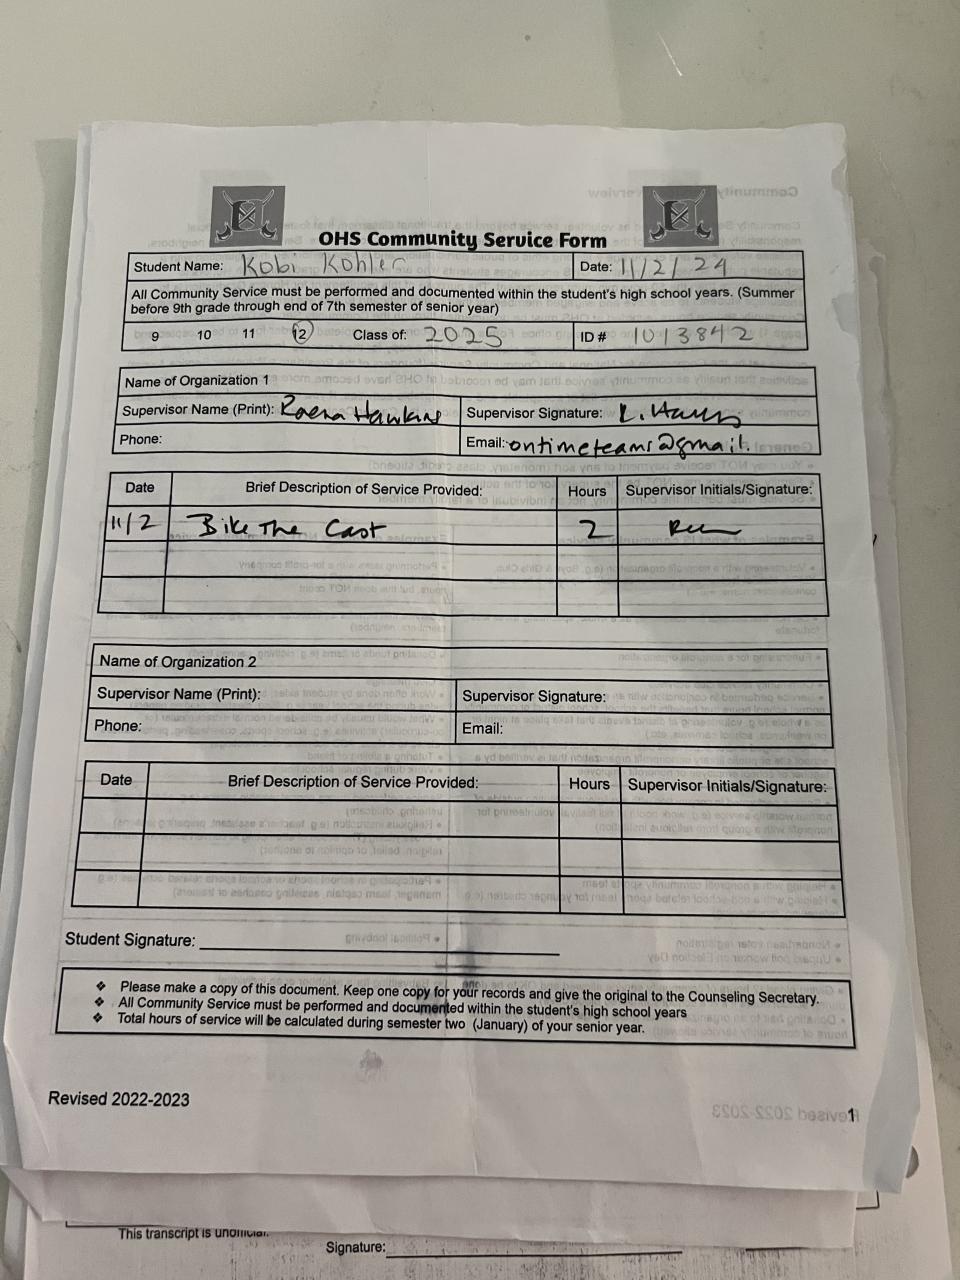 OHS Community Service Form
Student Name: Kobi Kohler Date: 11/2/24
All Community Service must be performed and documented within the student's high school years. (Summer
before 9th grade through end of 7th semester of senior year)
9 10 11 12 Class of: 2025 ID # 1013842
Name of Organization 1
Supervisor Name (Print): Raena Hawkins Supervisor Signature:
Phone: Email: ontimeteams@gmail.
Date Brief Description of Service Provided: Hours Supervisor Initials/Signature:
11/2 Bike The Cast 2
Name of Organization 2
Supervisor Name (Print): Supervisor Signature:
Phone: Email:
Date Brief Description of Service Provided: Hours Supervisor Initials/Signature:
Student Signature:
❖ Please make a copy of this document. Keep one copy for your records and give the original to the Counseling Secretary.
❖ All Community Service must be performed and documented within the student's high school years
❖ Total hours of service will be calculated during semester two (January) of your senior year.
Revised 2022-2023
1
This transcript is unofficial.
Signature: